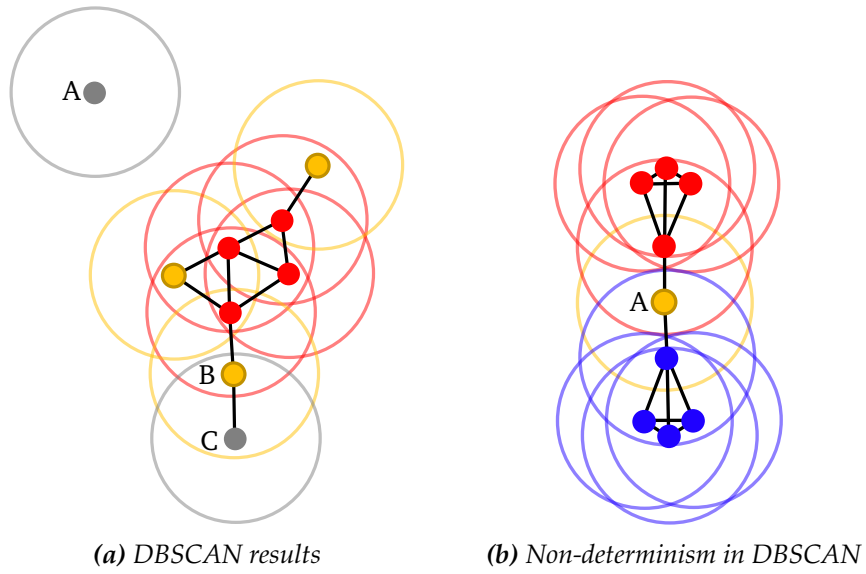 A
A
B
C
(a) DBSCAN results
(b) Non-determinism in DBSCAN